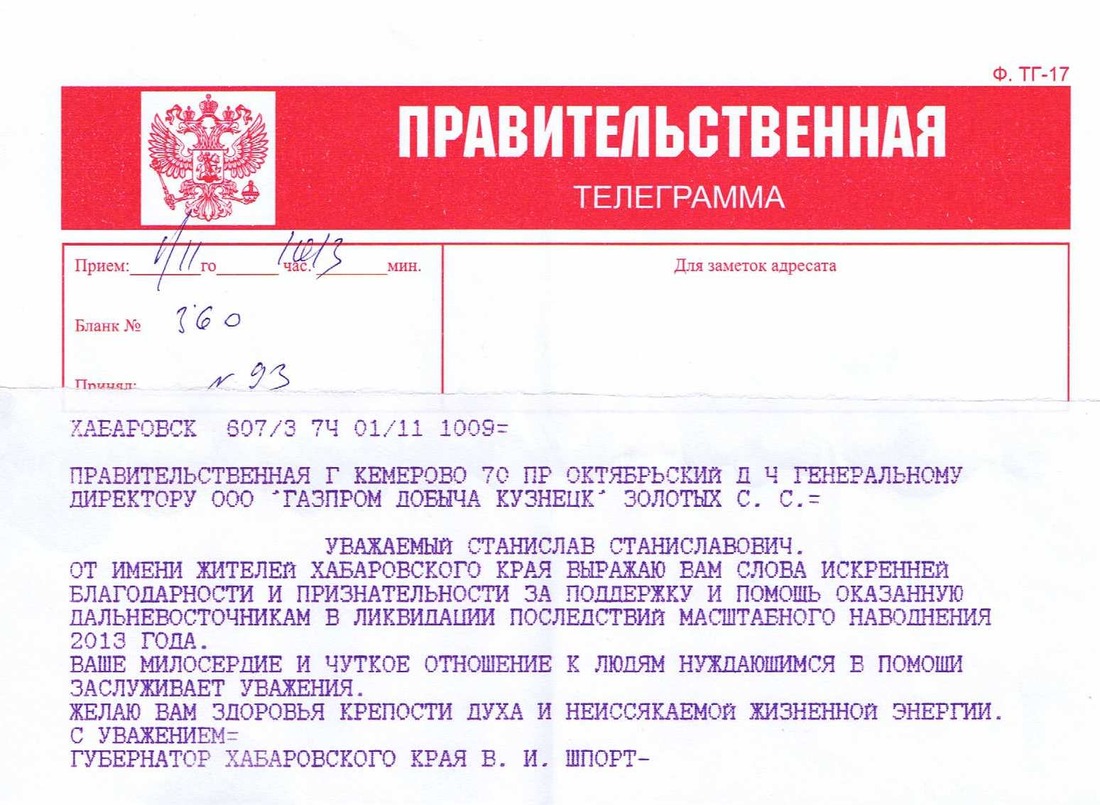 Ф. ТГ-17
ПРАВИТЕЛЬСТВЕННАЯ
ТЕЛЕГРАММА
Прием: 1/11 го 10 час. 13 мин.
Для заметок адресата
Бланк № 360
Принял: 93
ХАБАРОВСК 607/3 7Ч 01/11 1009=
ПРАВИТЕЛЬСТВЕННАЯ Г КЕМЕРОВО 70 ПР ОКТЯБРЬСКИЙ Д Ч ГЕНЕРАЛЬНОМУ
ДИРЕКТОРУ ООО "ГАЗПРОМ ДОБЫЧА КУЗНЕЦК" ЗОЛОТЫХ С. С.=
УВАЖАЕМЫЙ СТАНИСЛАВ СТАНИСЛАВОВИЧ.
ОТ ИМЕНИ ЖИТЕЛЕЙ ХАБАРОВСКОГО КРАЯ ВЫРАЖАЮ ВАМ СЛОВА ИСКРЕННЕЙ
БЛАГОДАРНОСТИ И ПРИЗНАТЕЛЬНОСТИ ЗА ПОДДЕРЖКУ И ПОМОЩЬ ОКАЗАННУЮ
ДАЛЬНЕВОСТОЧНИКАМ В ЛИКВИДАЦИИ ПОСЛЕДСТВИЙ МАСШТАБНОГО НАВОДНЕНИЯ
2013 ГОДА.
ВАШЕ МИЛОСЕРДИЕ И ЧУТКОЕ ОТНОШЕНИЕ К ЛЮДЯМ НУЖДАЮЩИМСЯ В ПОМОЩИ
ЗАСЛУЖИВАЕТ УВАЖЕНИЯ.
ЖЕЛАЮ ВАМ ЗДОРОВЬЯ КРЕПОСТИ ДУХА И НЕИССЯКАЕМОЙ ЖИЗНЕННОЙ ЭНЕРГИИ.
С УВАЖЕНИЕМ=
ГУБЕРНАТОР ХАБАРОВСКОГО КРАЯ В. И. ШПОРТ-